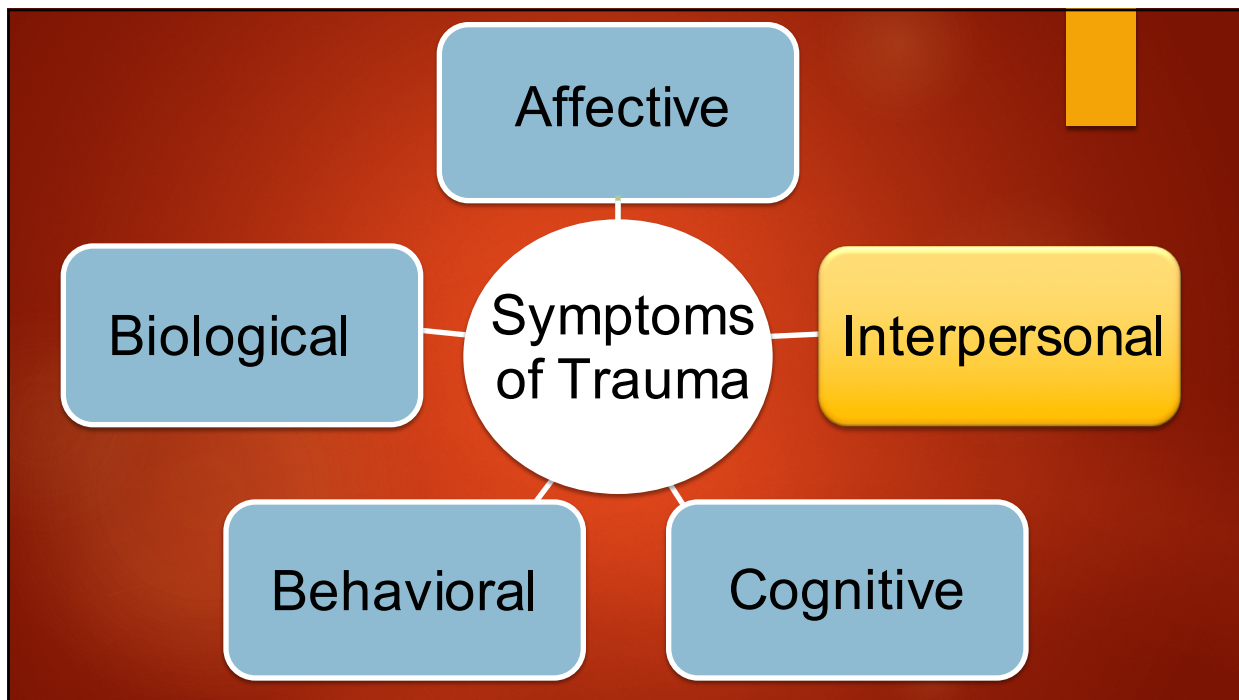 Affective
Biological
Symptoms
of Trauma
Interpersonal
Behavioral
Cognitive